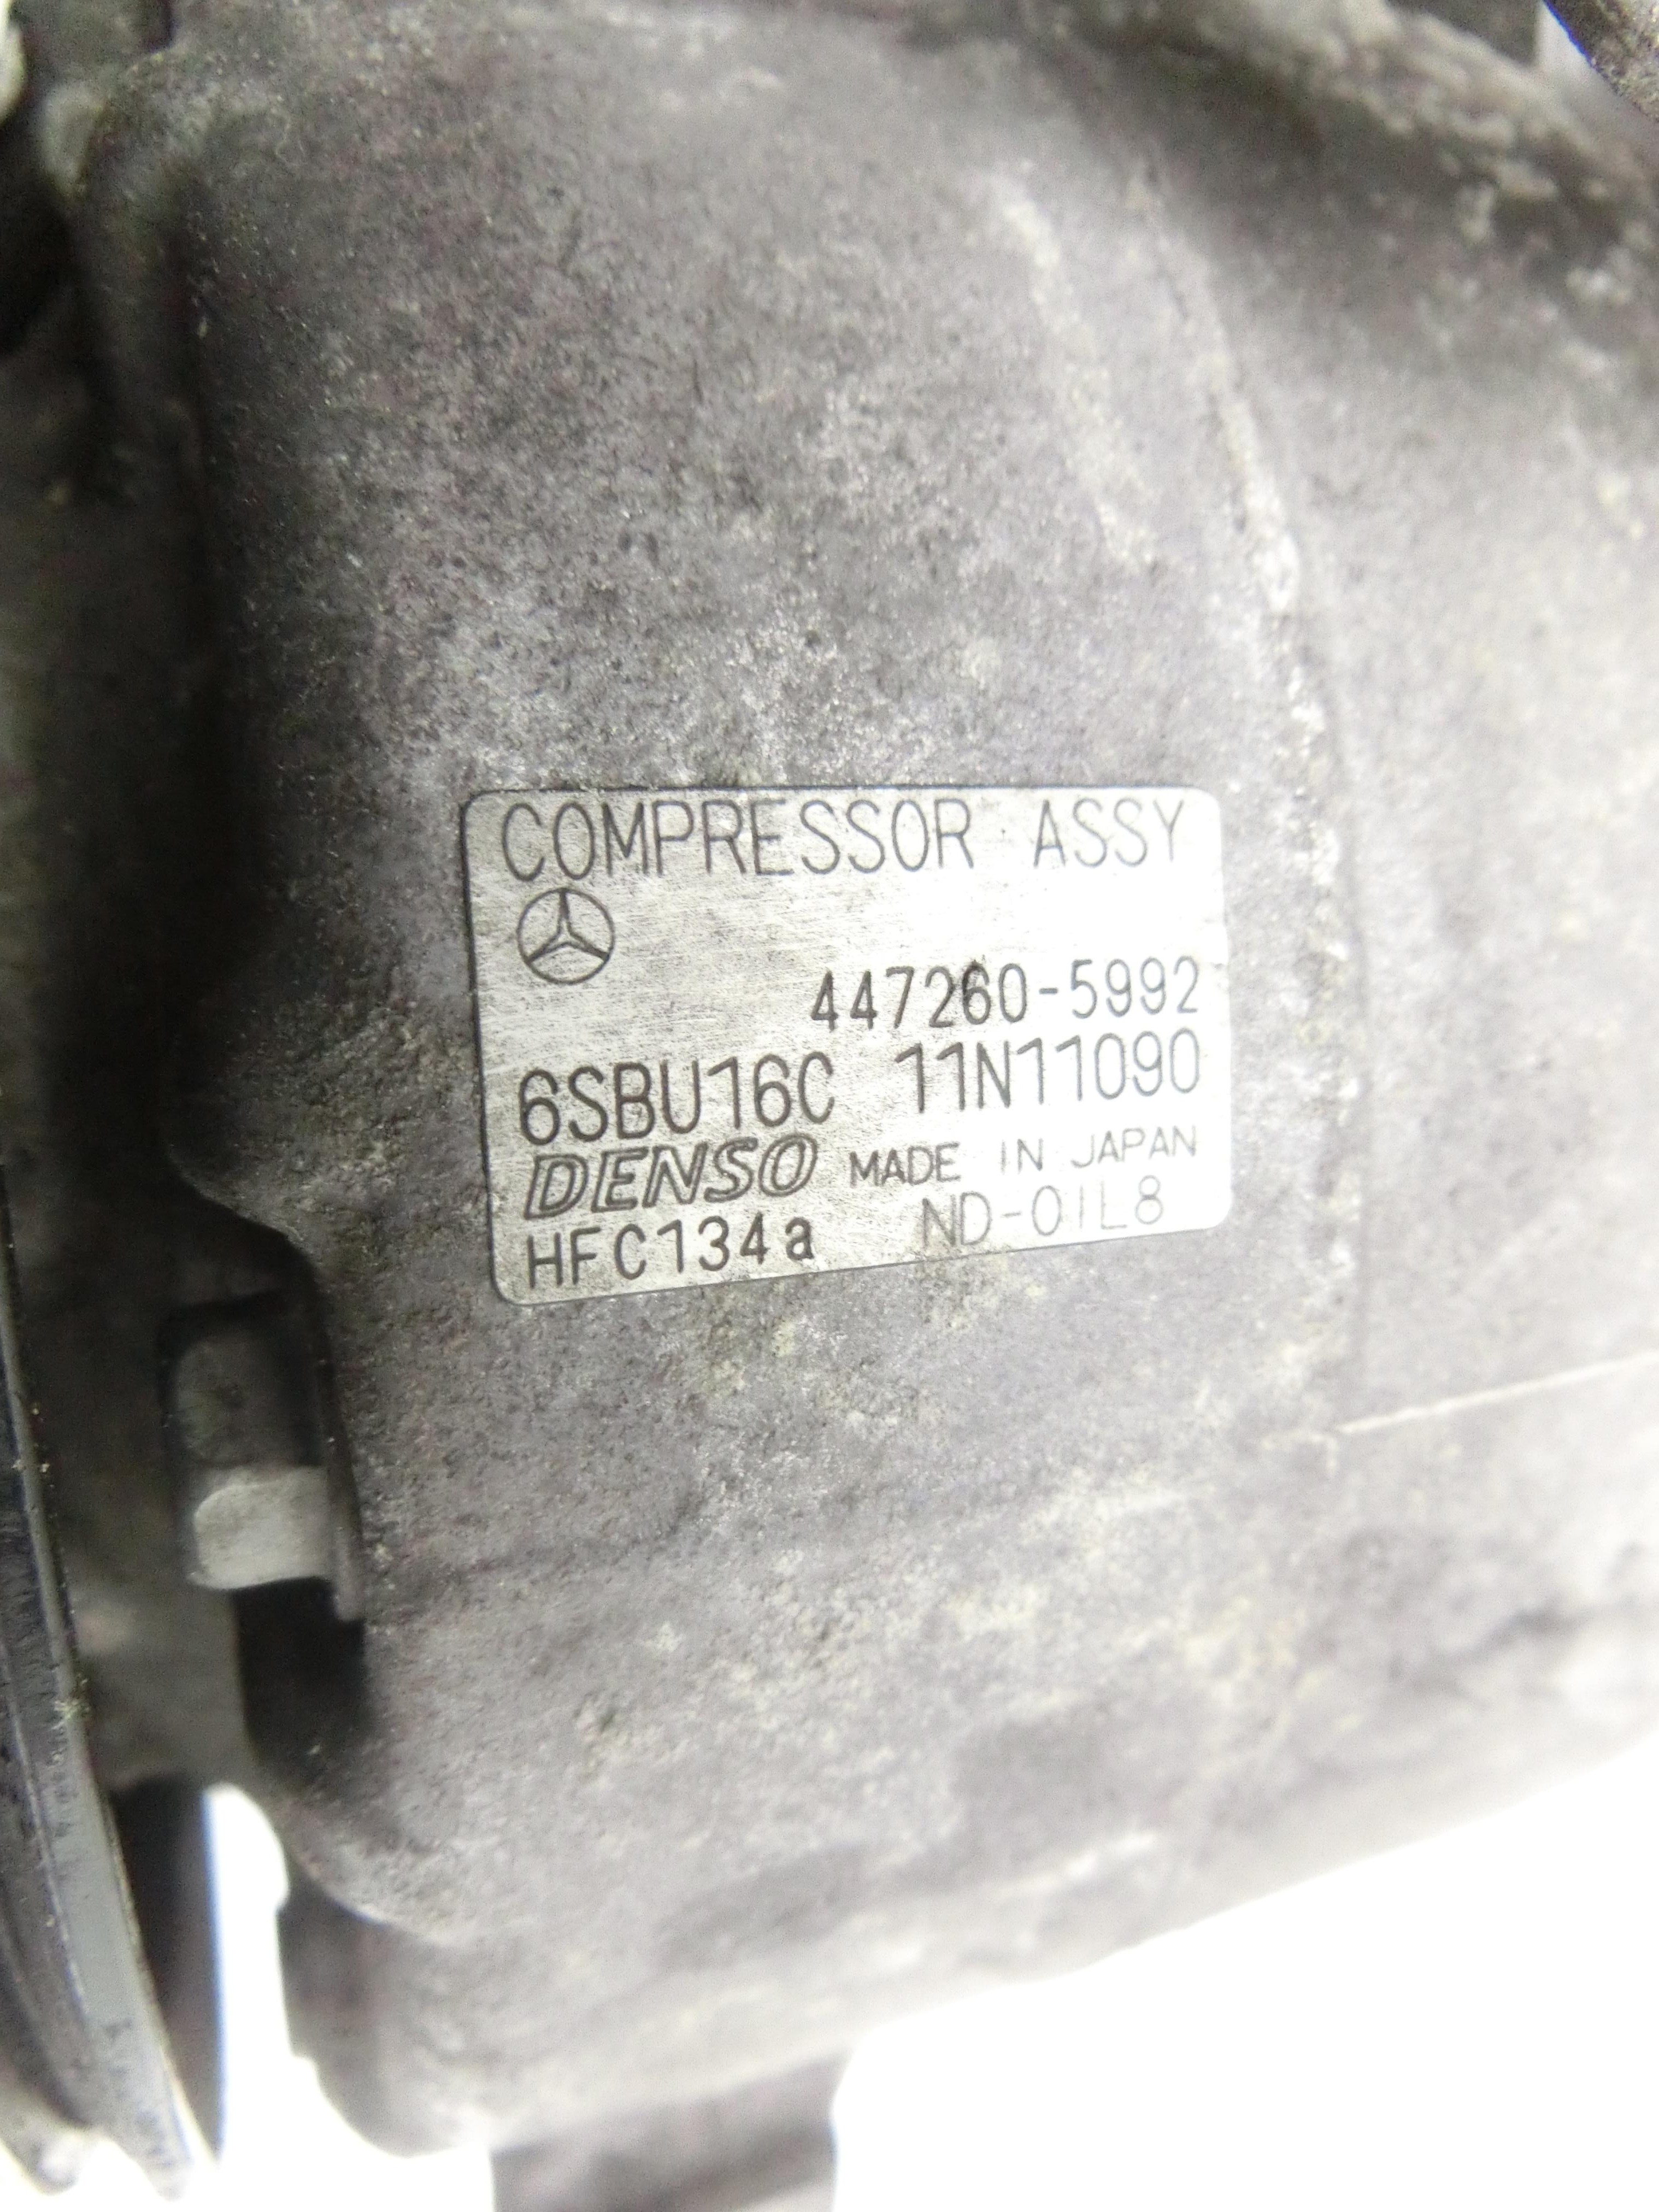 COMPRESSOR ASSY
447260-5992
6SBU16C 11N11090
DENSO MADE IN JAPAN
HFC134a ND-OIL8